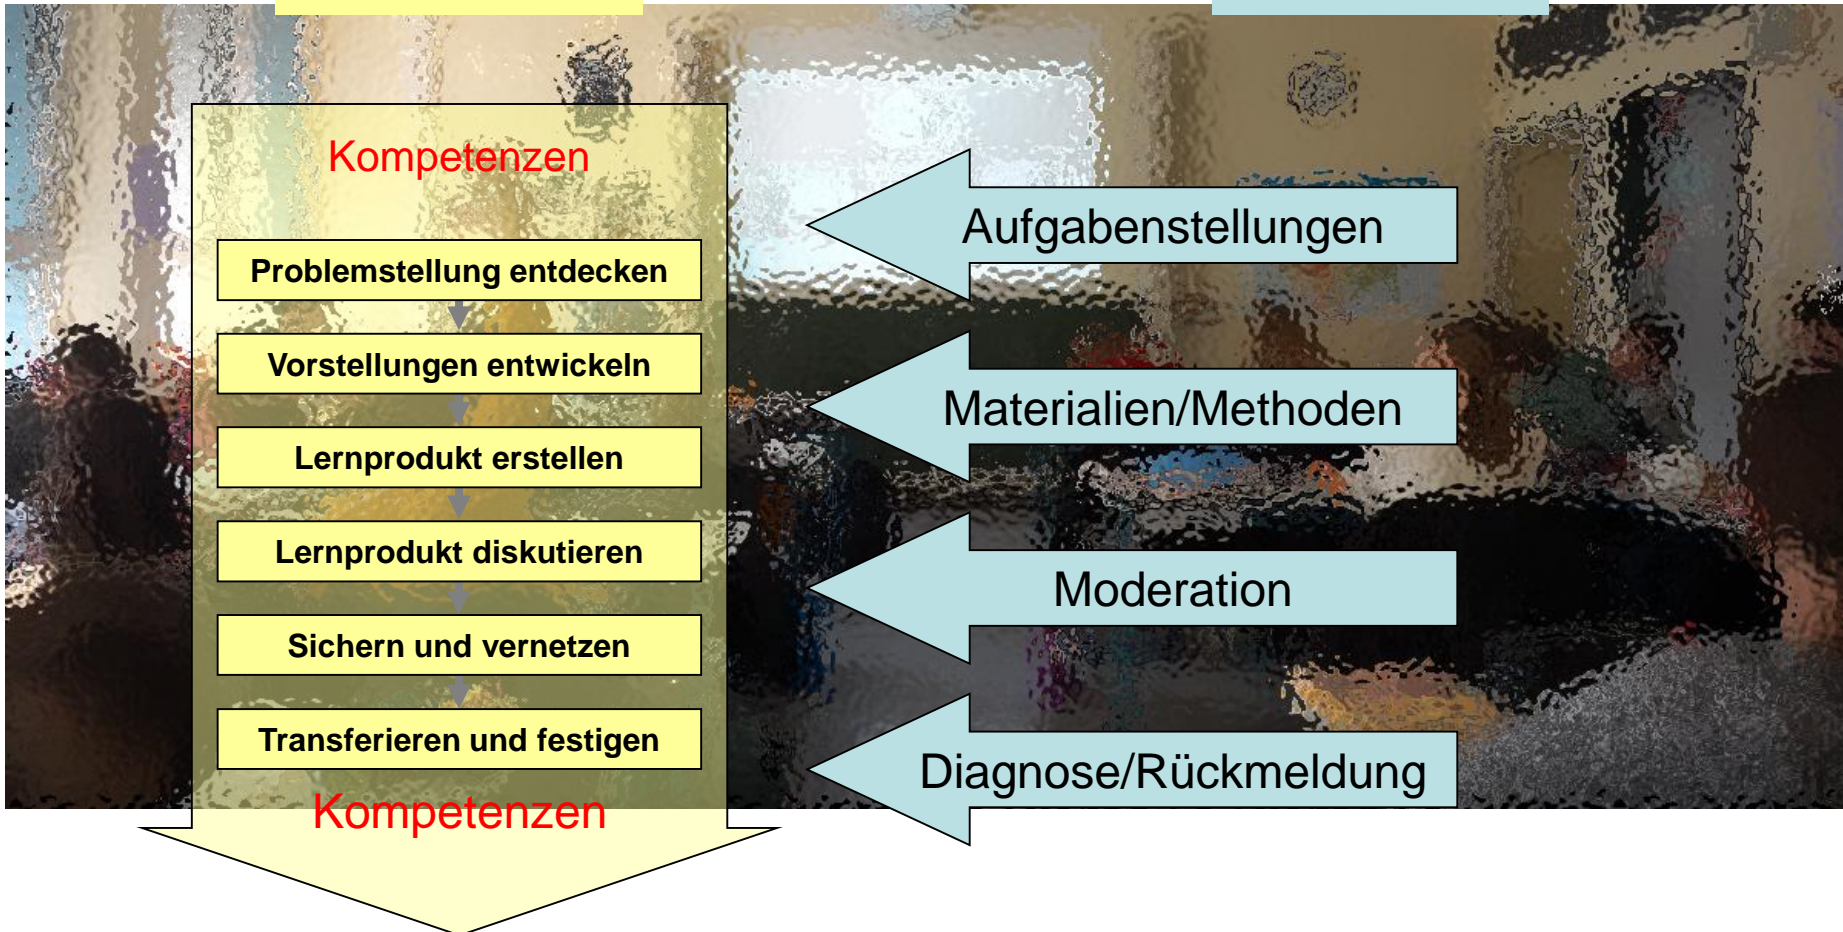 Kompetenzen
Problemstellung entdecken
Vorstellungen entwickeln
Lernprodukt erstellen
Lernprodukt diskutieren
Sichern und vernetzen
Transferieren und festigen
Kompetenzen
Aufgabenstellungen
Materialien/Methoden
Moderation
Diagnose/Rückmeldung